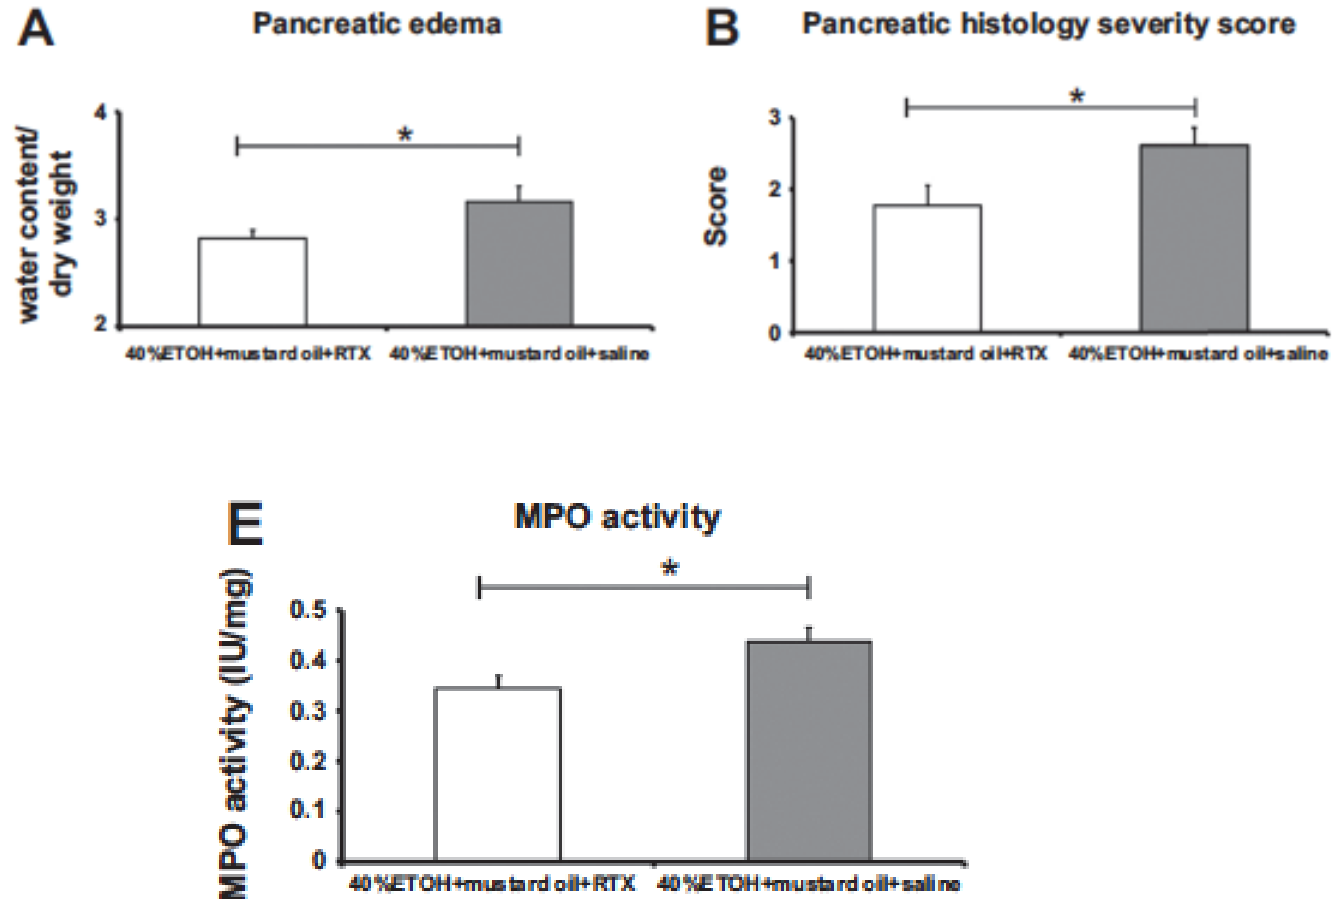 A
Pancreatic edema
water content/
dry weight
4
*
3
2
40%ETOH+mustard oil+RTX
40%ETOH+mustard oil+saline
B
Pancreatic histology severity score
Score
3
*
2
1
0
40%ETOH+mustard oil+RTX
40%ETOH+mustard oil+saline
E
MPO activity
MPO activity (IU/mg)
*
0.5
0.4
0.3
0.2
0.1
0
40%ETOH+mustard oil+RTX
40%ETOH+mustard oil+saline